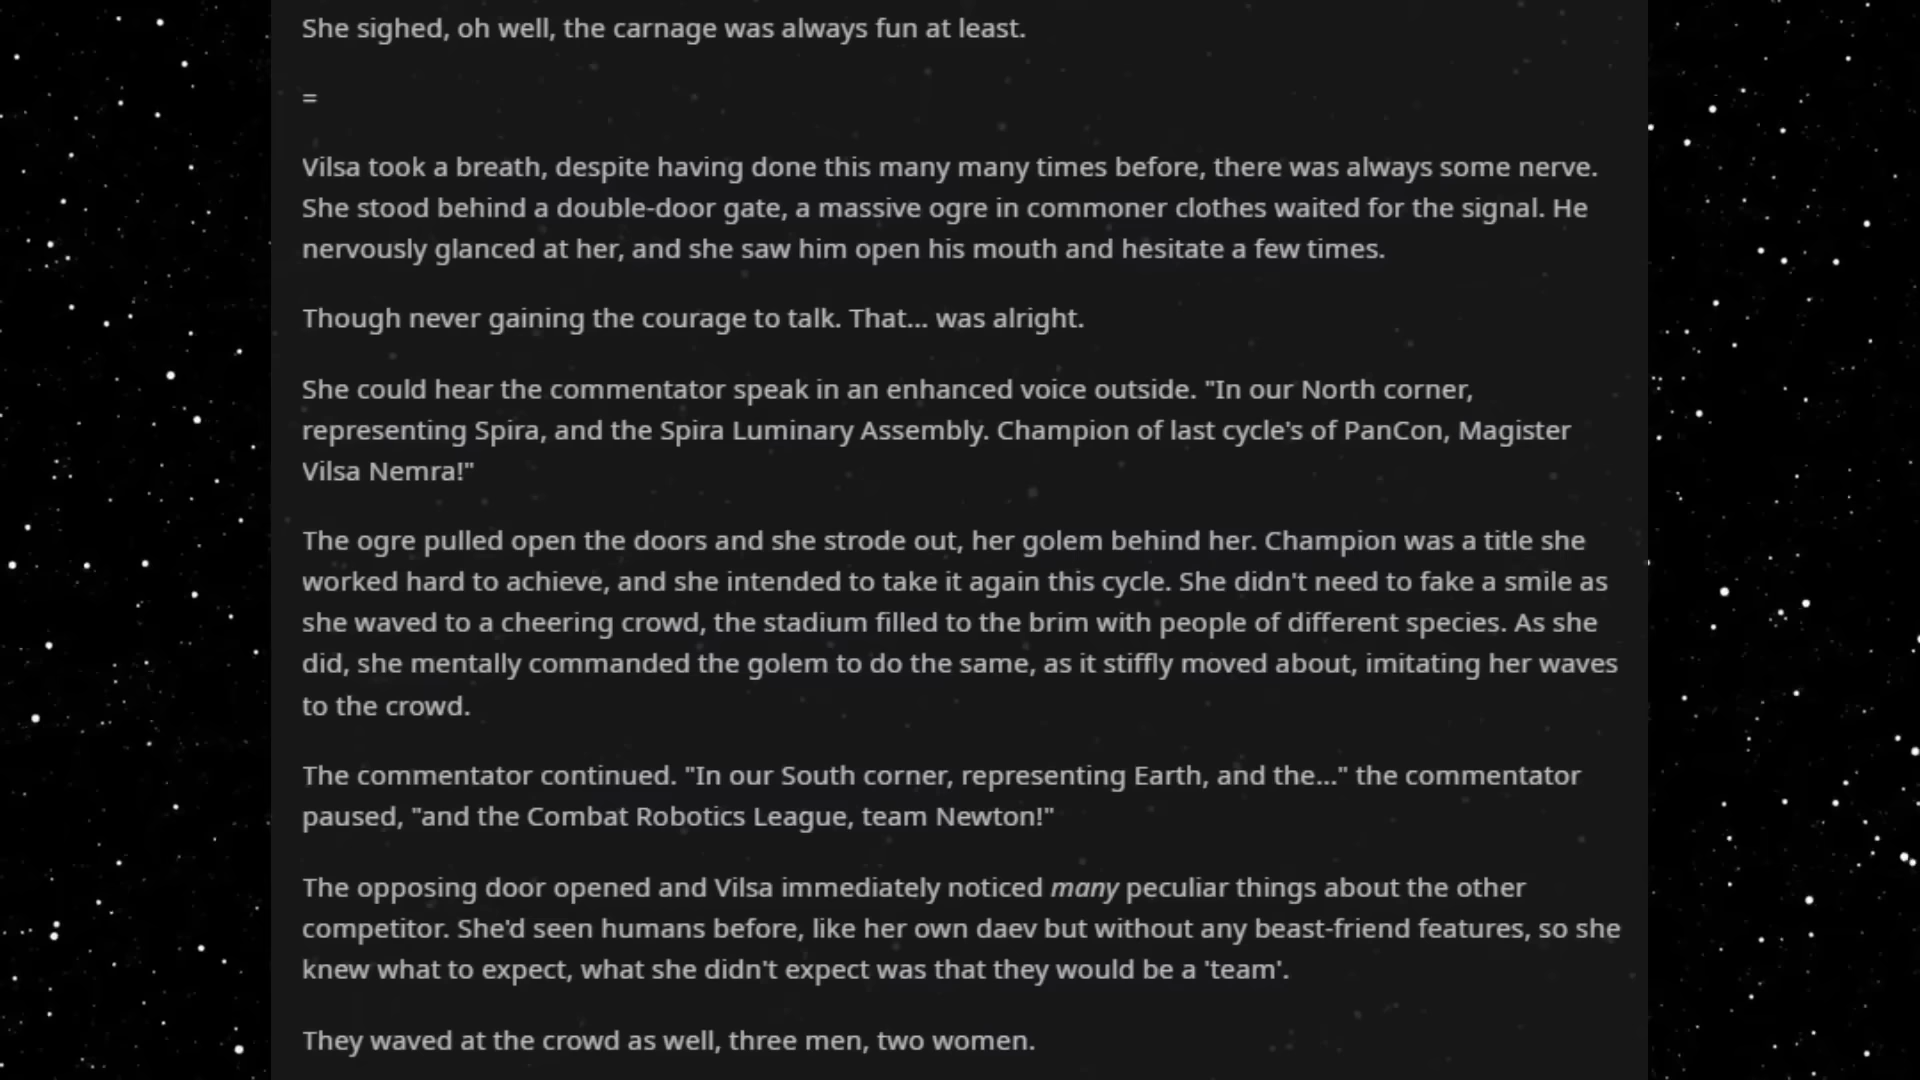 She sighed, oh well, the carnage was always fun at least.
=
Vilsa took a breath, despite having done this many many times before, there was always some nerve.
She stood behind a double-door gate, a massive ogre in commoner clothes waited for the signal. He
nervously glanced at her, and she saw him open his mouth and hesitate a few times.
Though never gaining the courage to talk. That... was alright.
She could hear the commentator speak in an enhanced voice outside. "In our North corner,
representing Spira, and the Spira Luminary Assembly. Champion of last cycle's of PanCon, Magister
Vilsa Nemra!"
The ogre pulled open the doors and she strode out, her golem behind her. Champion was a title she
worked hard to achieve, and she intended to take it again this cycle. She didn't need to fake a smile as
she waved to a cheering crowd, the stadium filled to the brim with people of different species. As she
did, she mentally commanded the golem to do the same, as it stiffly moved about, imitating her waves
to the crowd.
The commentator continued. "In our South corner, representing Earth, and the..." the commentator
paused, "and the Combat Robotics League, team Newton!"
The opposing door opened and Vilsa immediately noticed many peculiar things about the other
competitor. She'd seen humans before, like her own daev but without any beast-friend features, so she
knew what to expect, what she didn't expect was that they would be a 'team'.
They waved at the crowd as well, three men, two women.